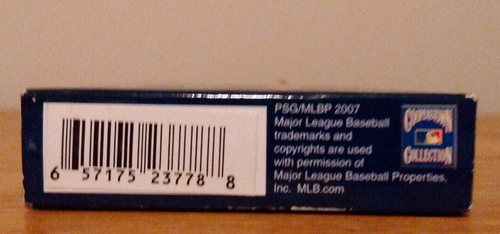 6 57175 23778 8
PSG/MLBP 2007
Major League Baseball
trademarks and
copyrights are used
with permission of
Major League Baseball Properties,
Inc. MLB.com
COOPERSTOWN
COLLECTION